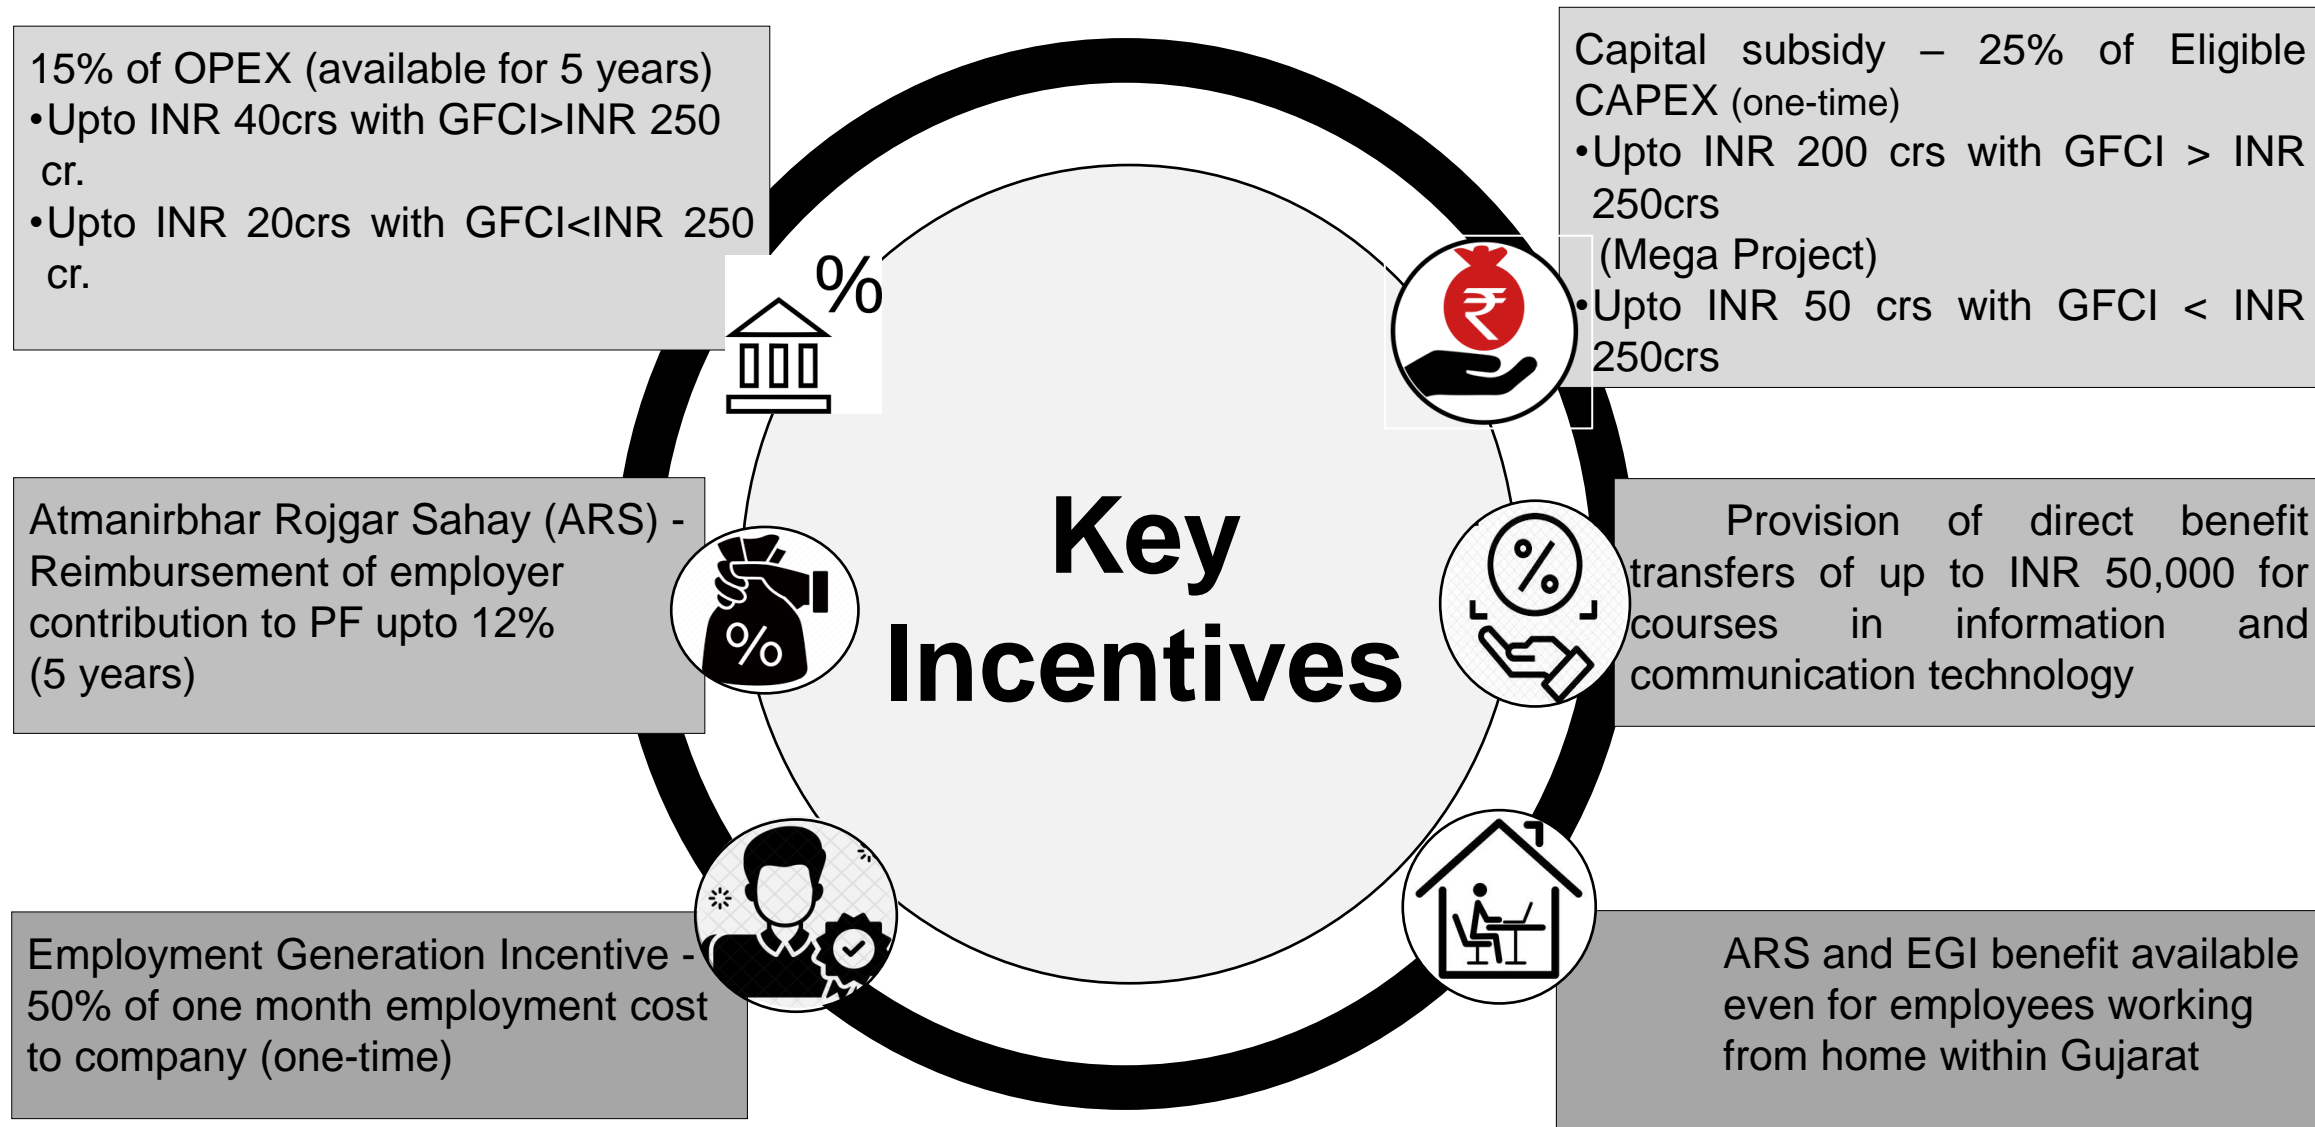 15% of OPEX (available for 5 years)
•Upto INR 40crs with GFCI>INR 250
cr.
•Upto INR 20crs with GFCI<INR 250
cr.
%
Capital subsidy – 25% of Eligible
CAPEX (one-time)
•Upto INR 200 crs with GFCI > INR
250crs
(Mega Project)
•Upto INR 50 crs with GFCI < INR
250crs
₹
Atmanirbhar Rojgar Sahay (ARS) -
Reimbursement of employer
contribution to PF upto 12%
(5 years)
%
Key
Incentives
%
Provision of direct benefit
transfers of up to INR 50,000 for
courses in information and
communication technology
Employment Generation Incentive -
50% of one month employment cost
to company (one-time)
ARS and EGI benefit available
even for employees working
from home within Gujarat